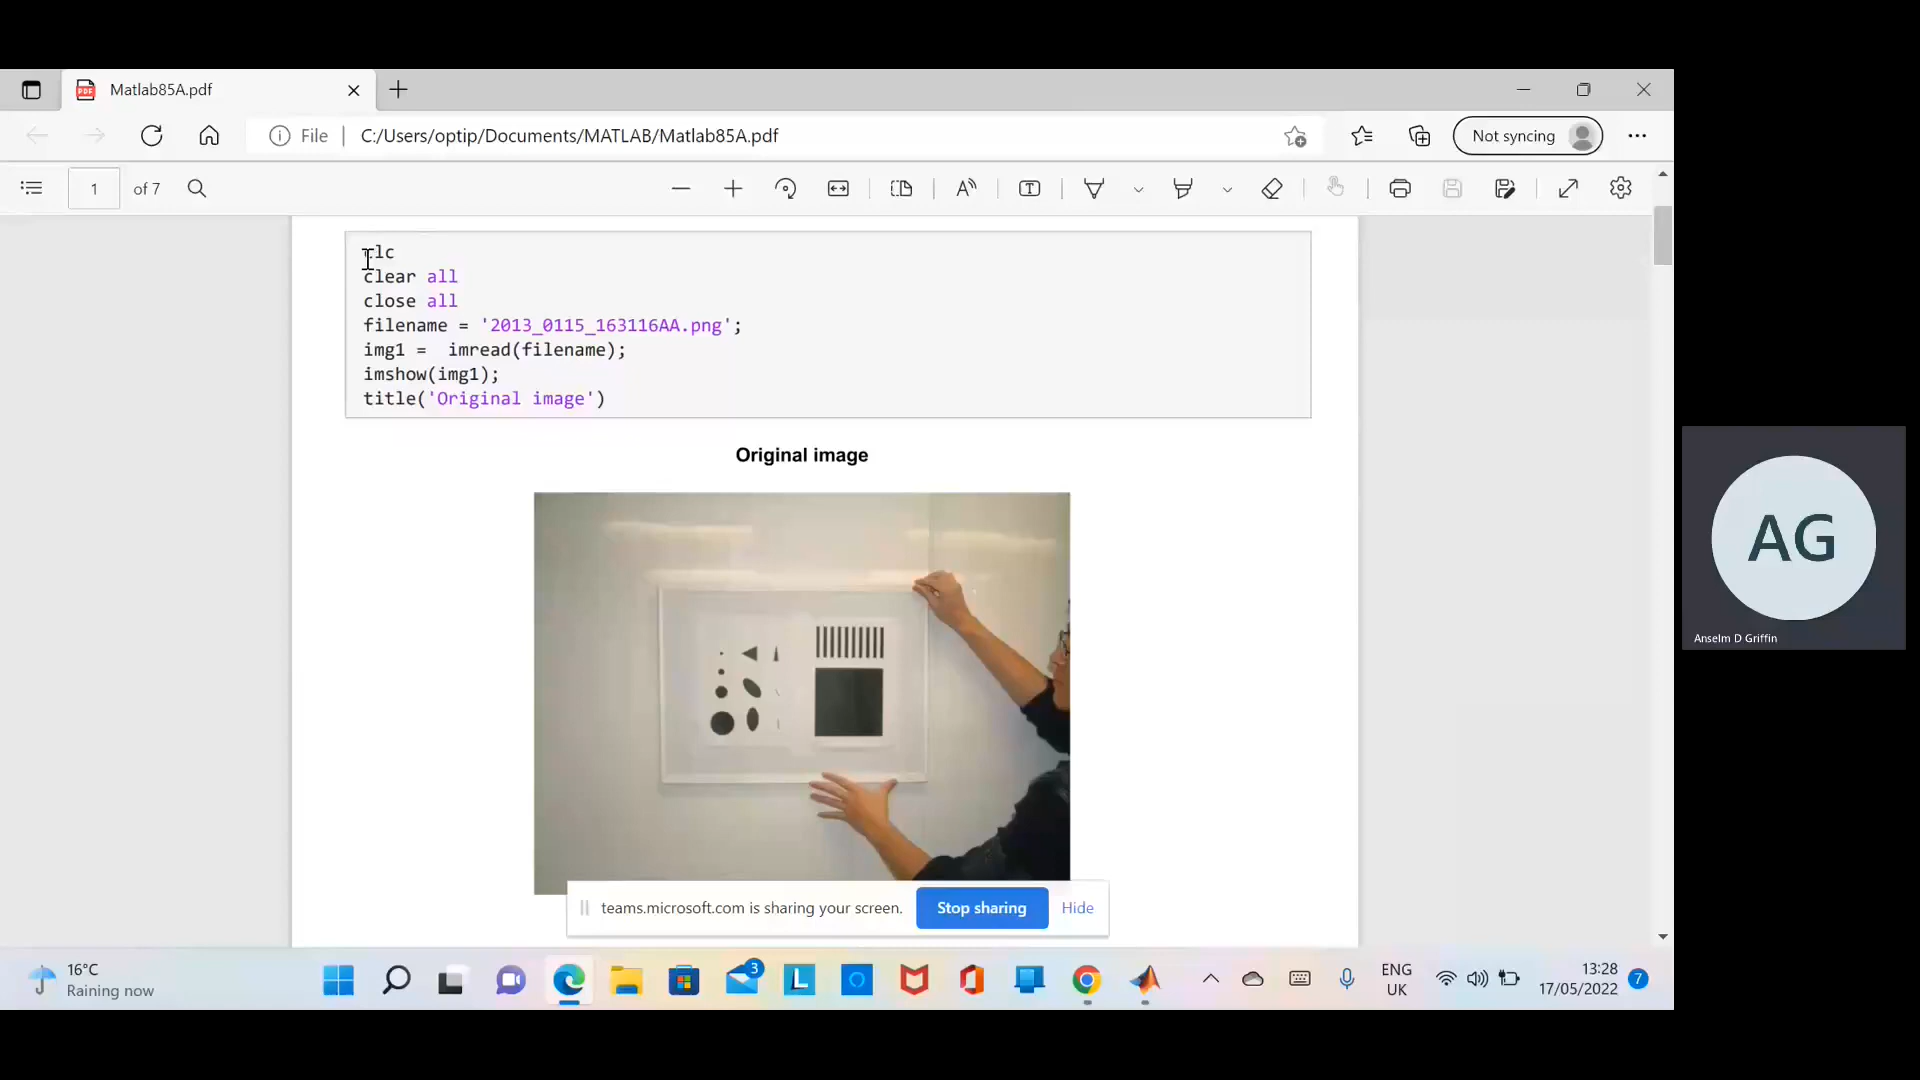 Matlab85A.pdf
File
C:/Users/optip/Documents/MATLAB/Matlab85A.pdf
Not syncing
1 of 7
clc
clear all
close all
filename = '2013_0115_163116AA.png';
img1 =  imread(filename);
imshow(img1);
title('Original image')
Original image
AG
Anselm D Griffin
teams.microsoft.com is sharing your screen.
Stop sharing
Hide
16°C
Raining now
3
ENG
UK
13:28
17/05/2022
7